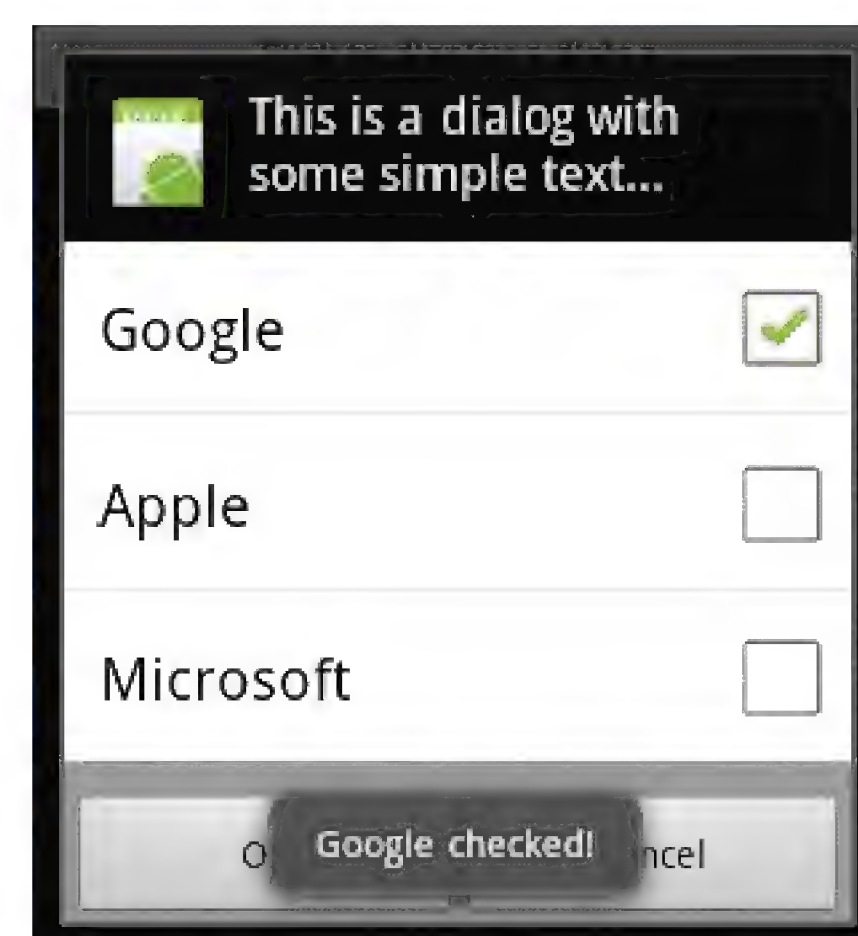 This is a dialog with
some simple text...
Google
Apple
Microsoft
Google checked!